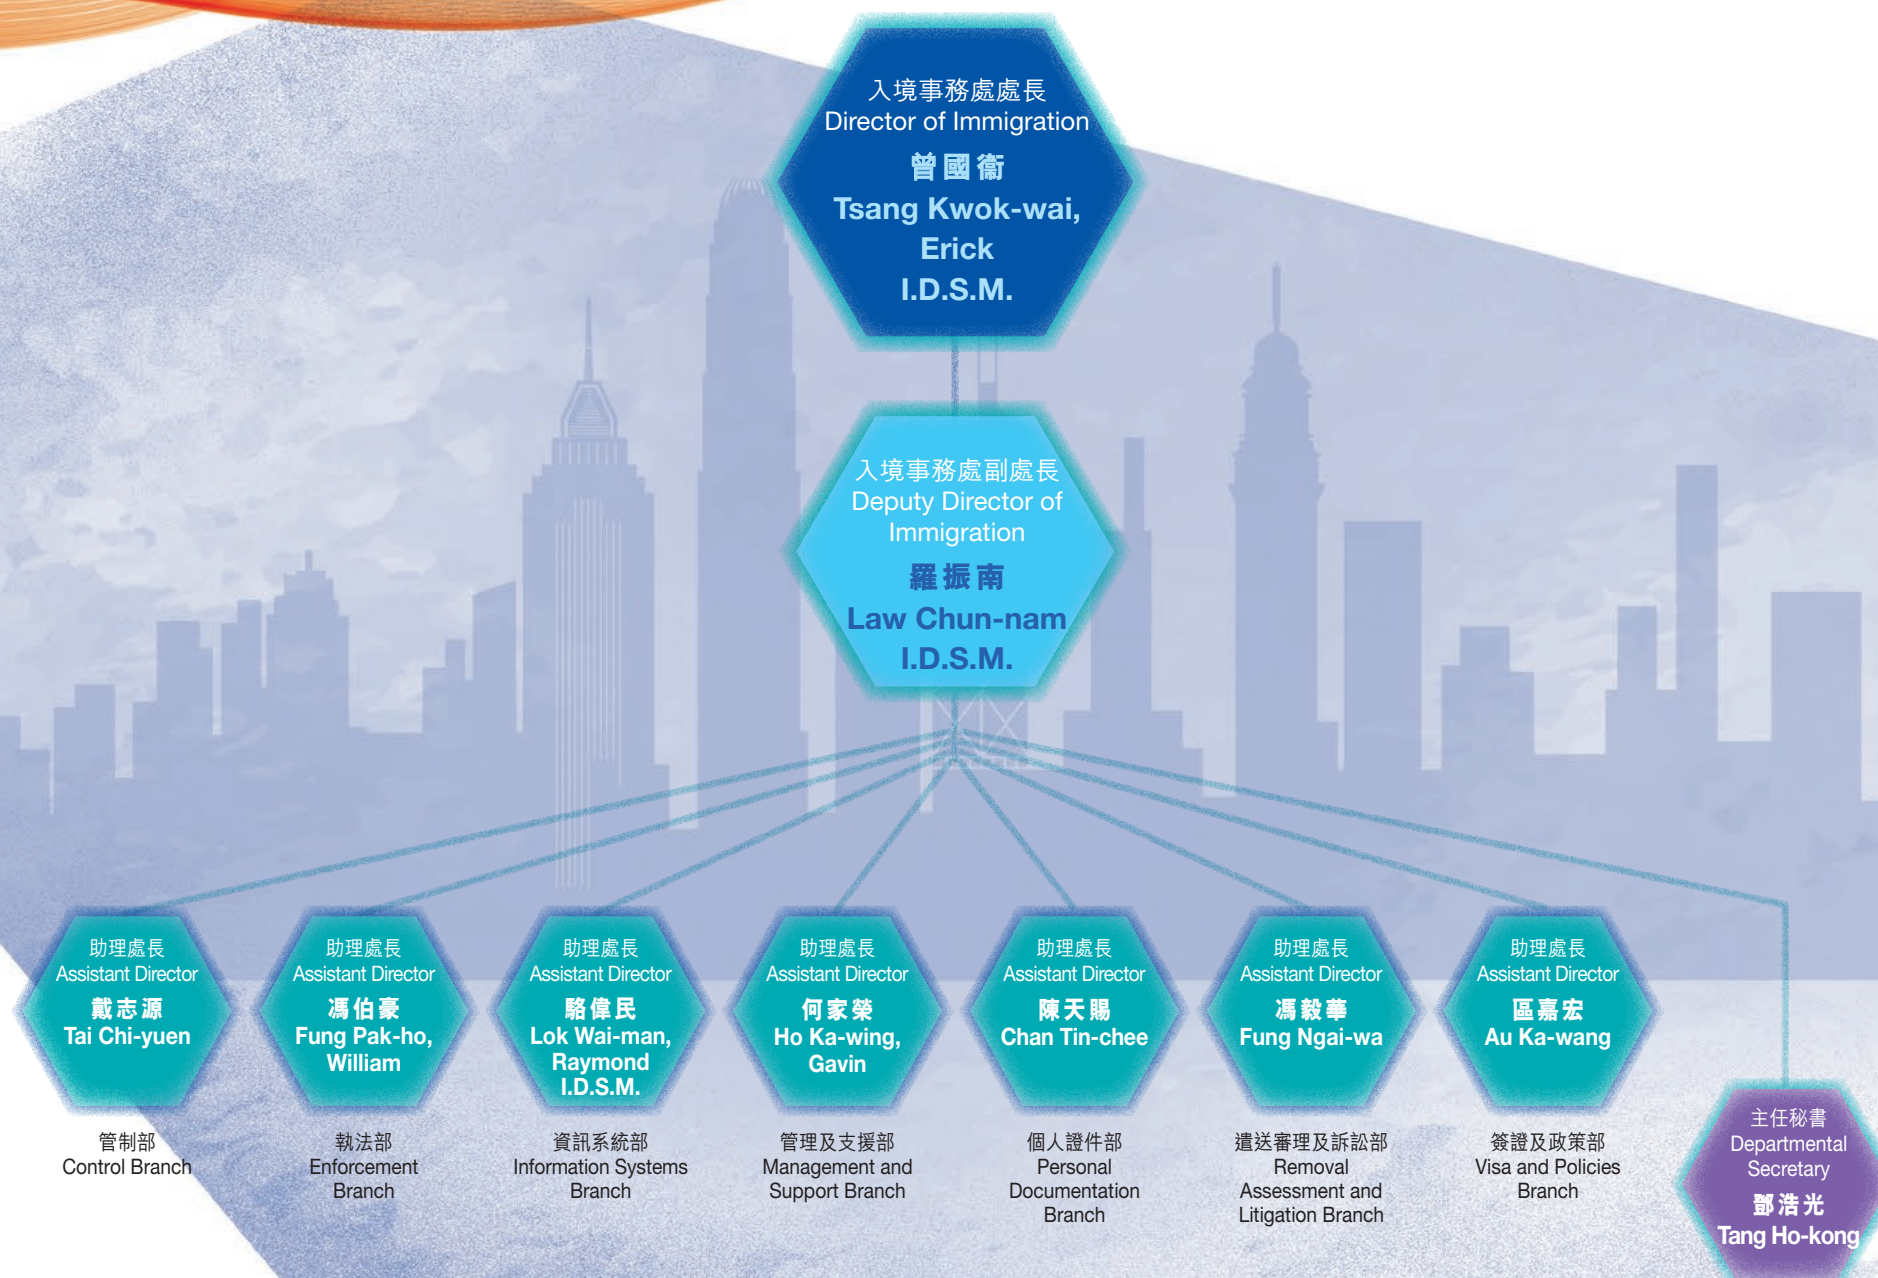 入境事務處處長
Director of Immigration
曾國衞
Tsang Kwok-wai,
Erick
I.D.S.M.
入境事務處副處長
Deputy Director of
Immigration
羅振南
Law Chun-nam
I.D.S.M.
助理處長
Assistant Director
戴志源
Tai Chi-yuen
管制部
Control Branch
助理處長
Assistant Director
馮伯豪
Fung Pak-ho,
William
執法部
Enforcement
Branch
助理處長
Assistant Director
駱偉民
Lok Wai-man,
Raymond
I.D.S.M.
資訊系統部
Information Systems
Branch
助理處長
Assistant Director
何家榮
Ho Ka-wing,
Gavin
管理及支援部
Management and
Support Branch
助理處長
Assistant Director
陳天賜
Chan Tin-chee
個人證件部
Personal
Documentation
Branch
助理處長
Assistant Director
馮毅華
Fung Ngai-wa
遣送審理及訴訟部
Removal
Assessment and
Litigation Branch
助理處長
Assistant Director
區嘉宏
Au Ka-wang
簽證及政策部
Visa and Policies
Branch
主任秘書
Departmental
Secretary
鄧浩光
Tang Ho-kong